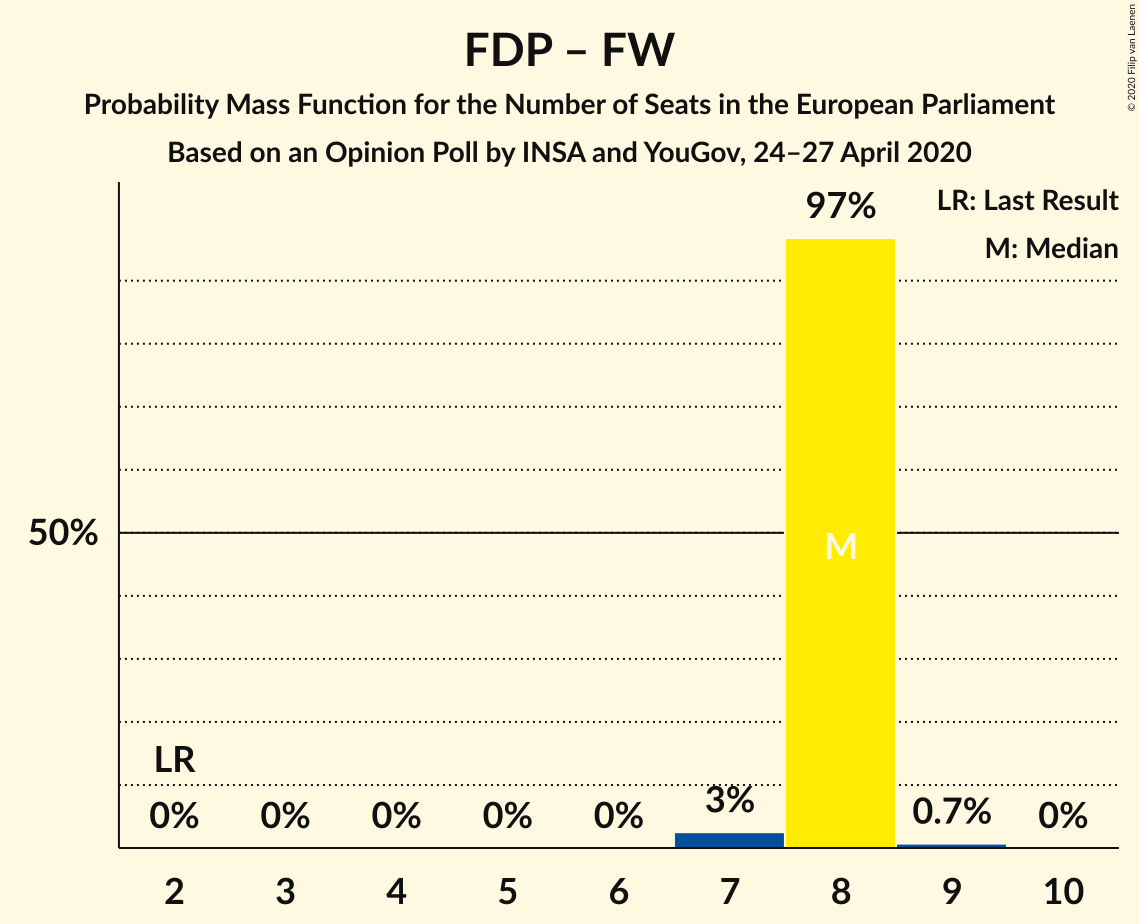 FDP – FW
Probability Mass Function for the Number of Seats in the European Parliament
Based on an Opinion Poll by INSA and YouGov, 24–27 April 2020
© 2020 Filip van Laenen
LR: Last Result
M: Median
97%
50%
M
LR
0% 0% 0% 0% 0% 3% 0.7% 0%
2 3 4 5 6 7 8 9 10